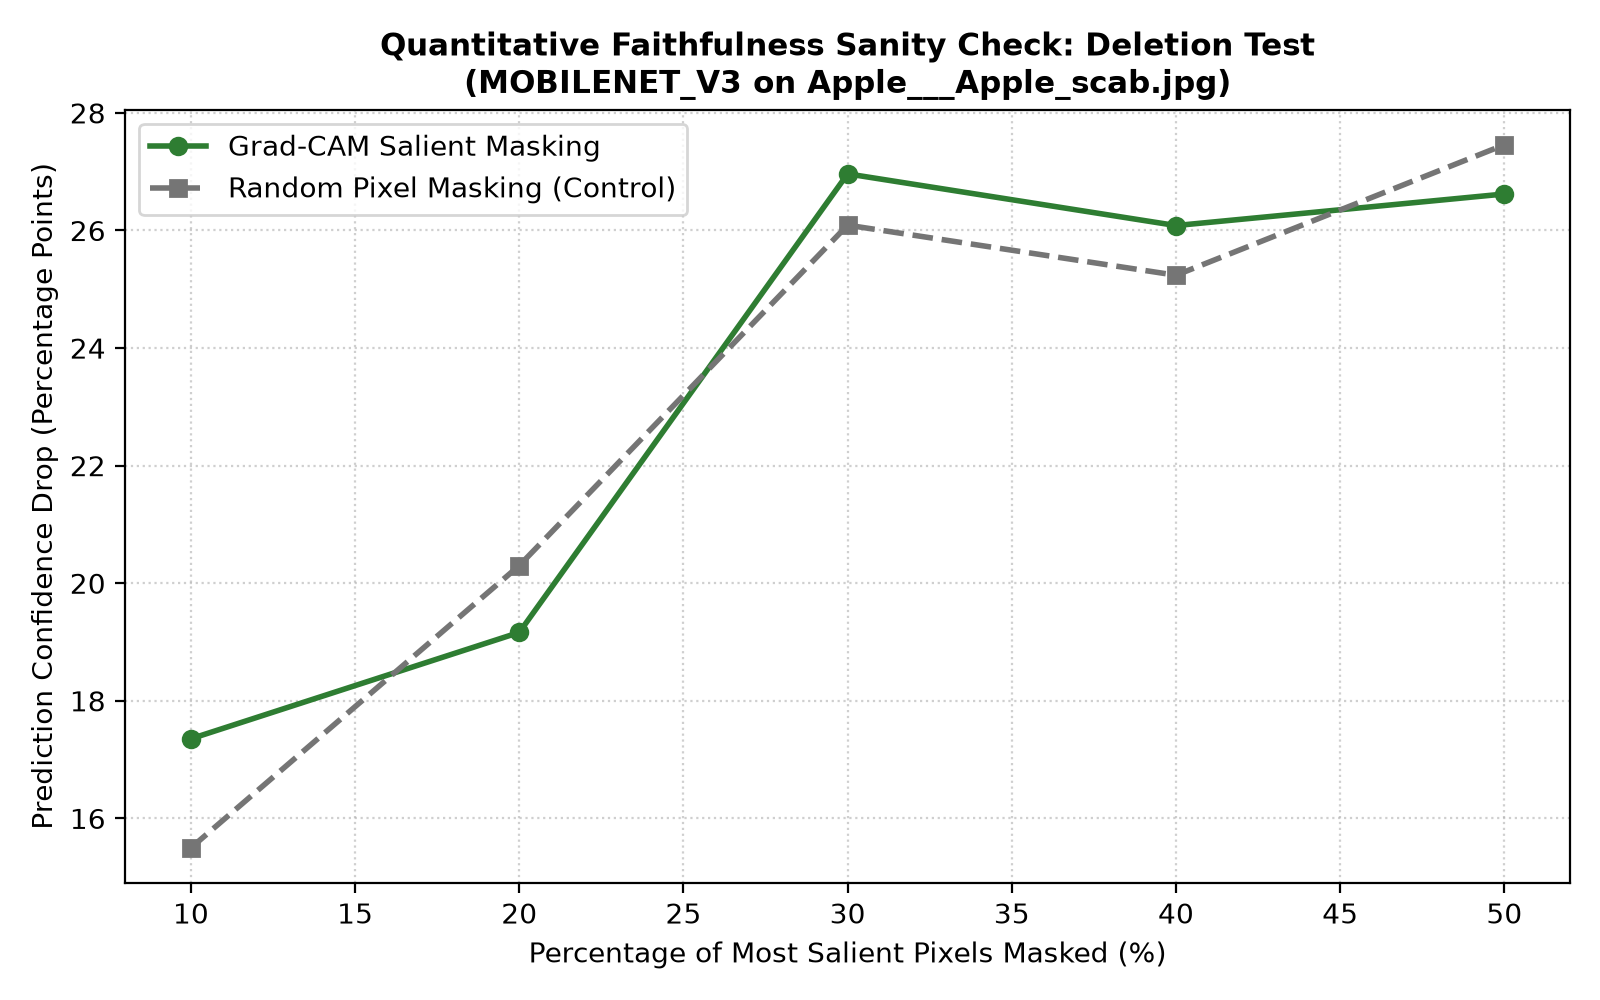 Quantitative Faithfulness Sanity Check: Deletion Test
(MOBILENET_V3 on Apple___Apple_scab.jpg)
Grad-CAM Salient Masking
Random Pixel Masking (Control)
Prediction Confidence Drop (Percentage Points)
28
26
24
22
20
18
16
10 15 20 25 30 35 40 45 50
Percentage of Most Salient Pixels Masked (%)